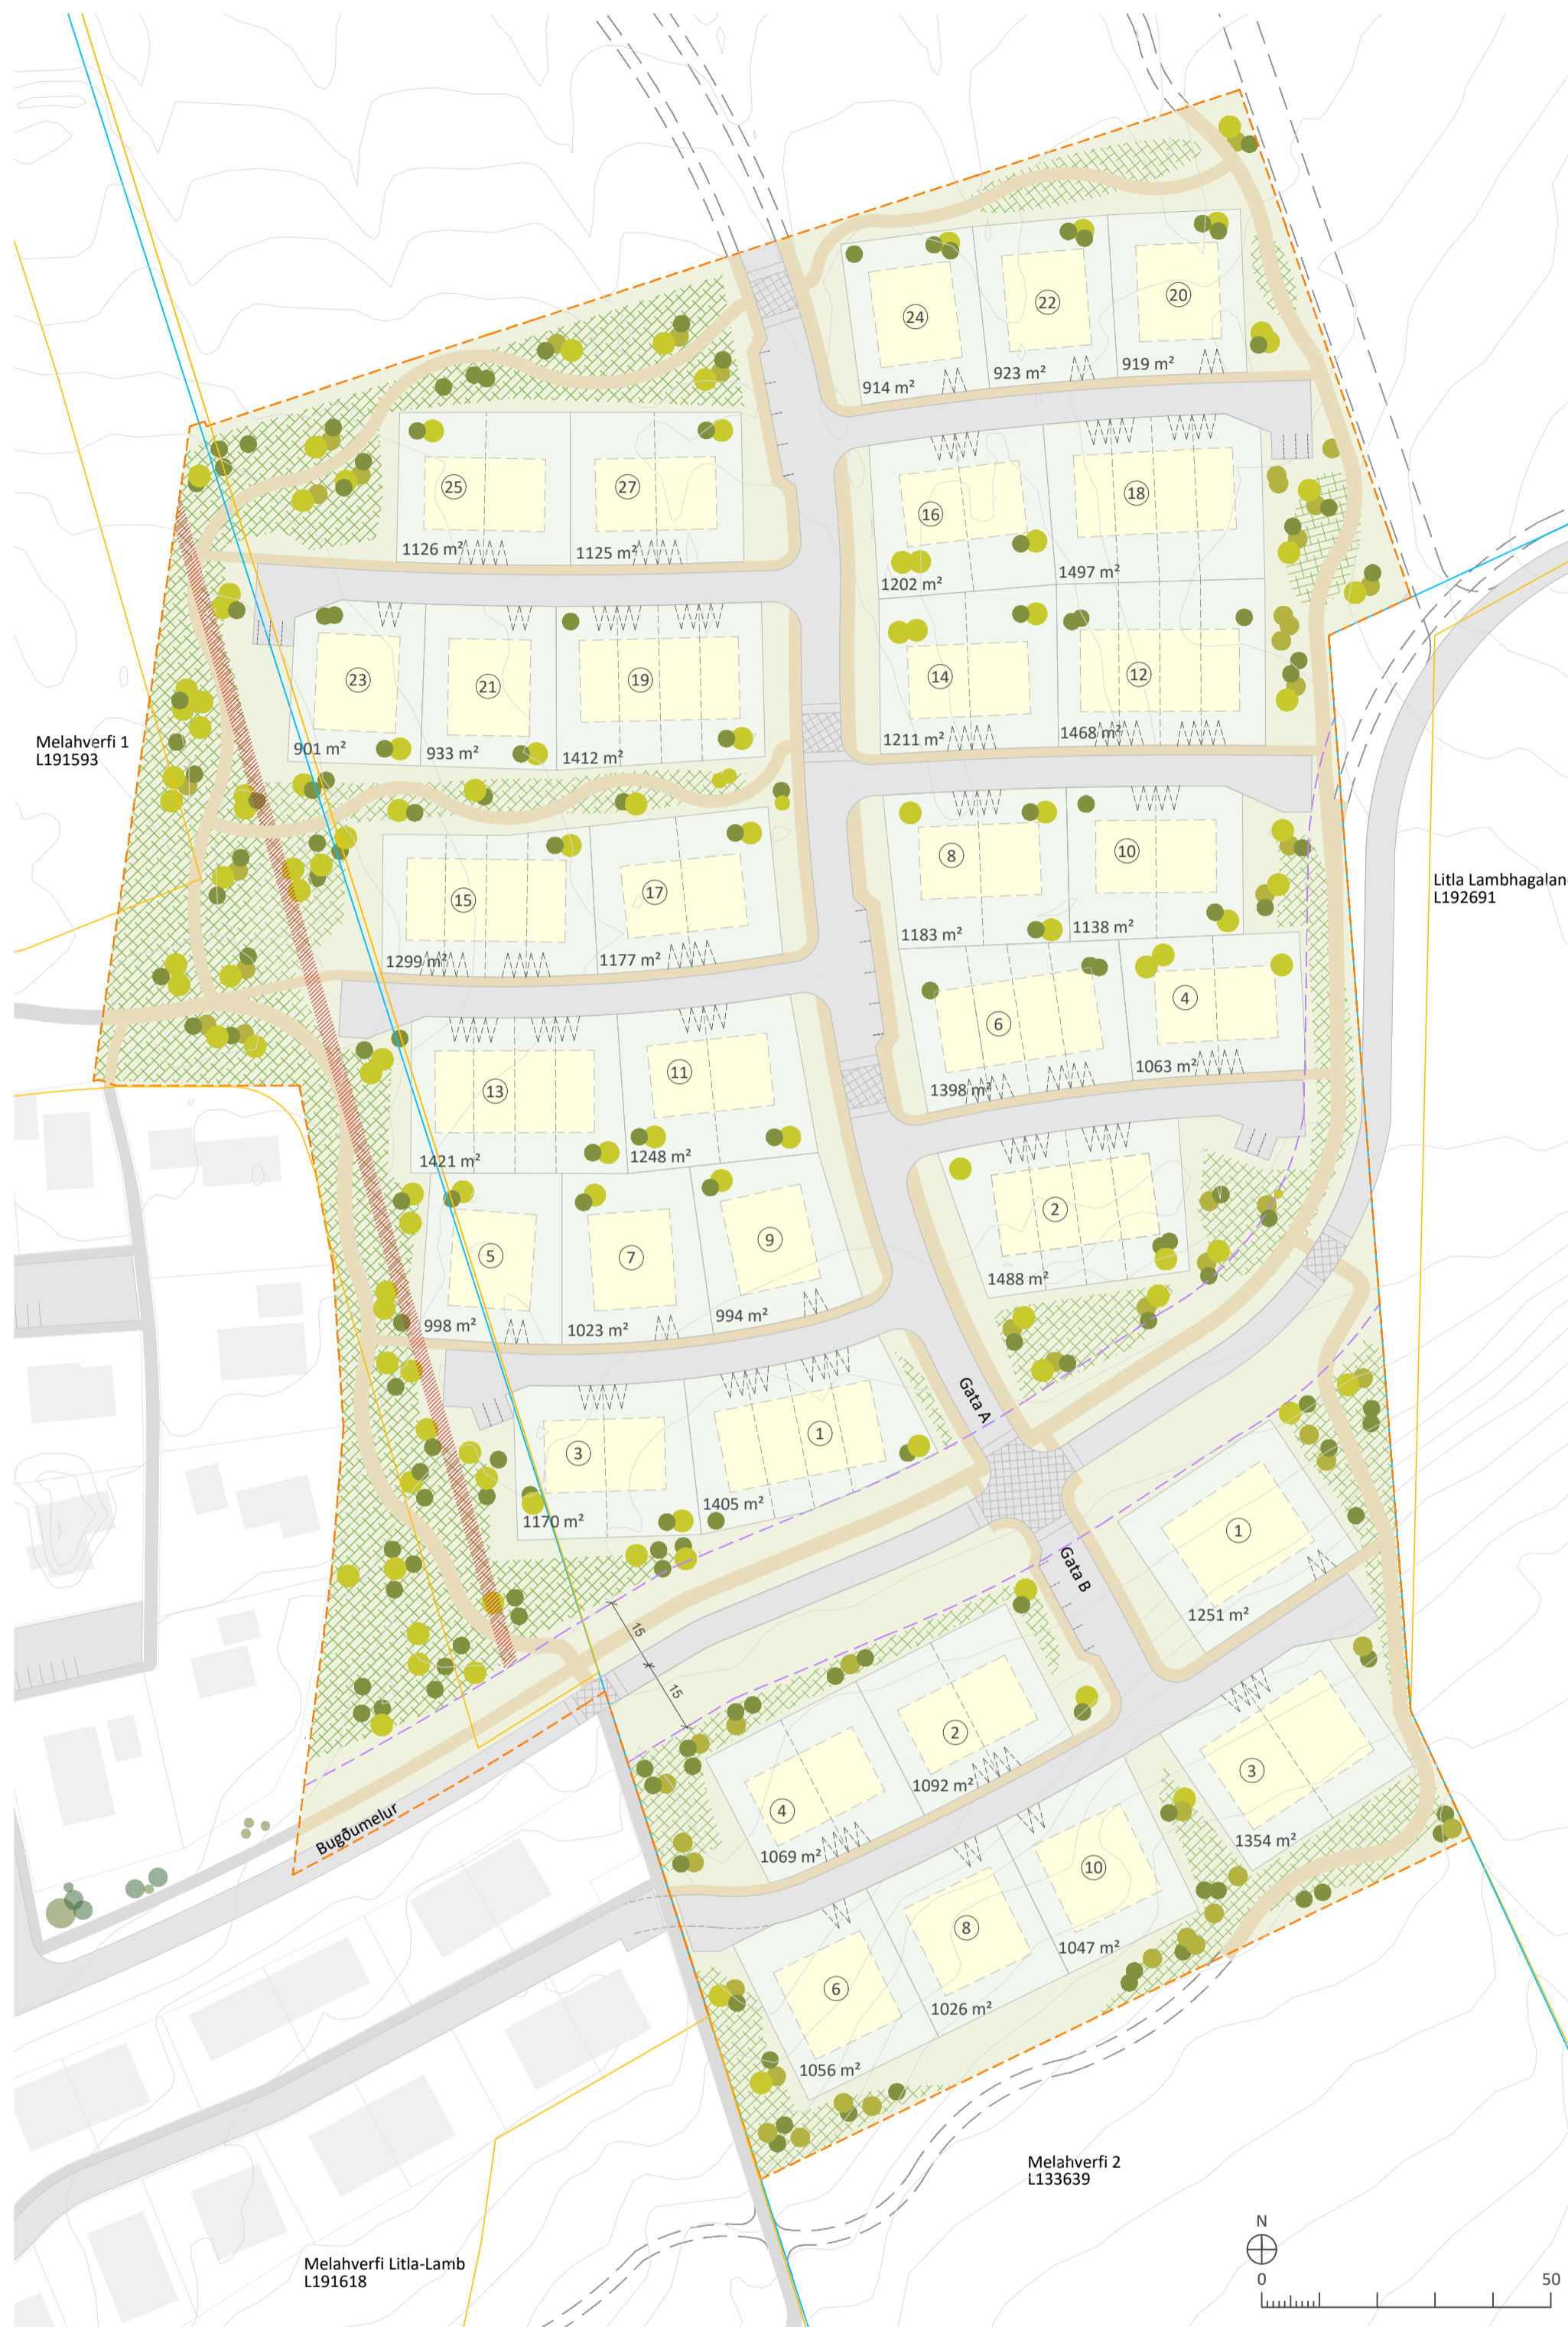 24
22
20
914 m²
923 m²
919 m²
25
27
1126 m²
1125 m²
16
18
1202 m²
1497 m²
23
21
19
901 m²
933 m²
1412 m²
14
12
1211 m²
1468 m²
Melahverfi 1
L191593
15
17
1299 m²
1177 m²
8
10
1183 m²
1138 m²
Litla Lambhagalan
L192691
6
4
1398 m²
1063 m²
13
11
1421 m²
1248 m²
5
7
9
998 m²
1023 m²
994 m²
2
1488 m²
Gata A
3
1
1170 m²
1405 m²
1
1251 m²
Gata B
15
15
2
1092 m²
4
1069 m²
3
1354 m²
Bugðumelur
10
1047 m²
8
1026 m²
6
1056 m²
Melahverfi 2
L133639
Melahverfi Litla-Lamb
L191618
N
0
50